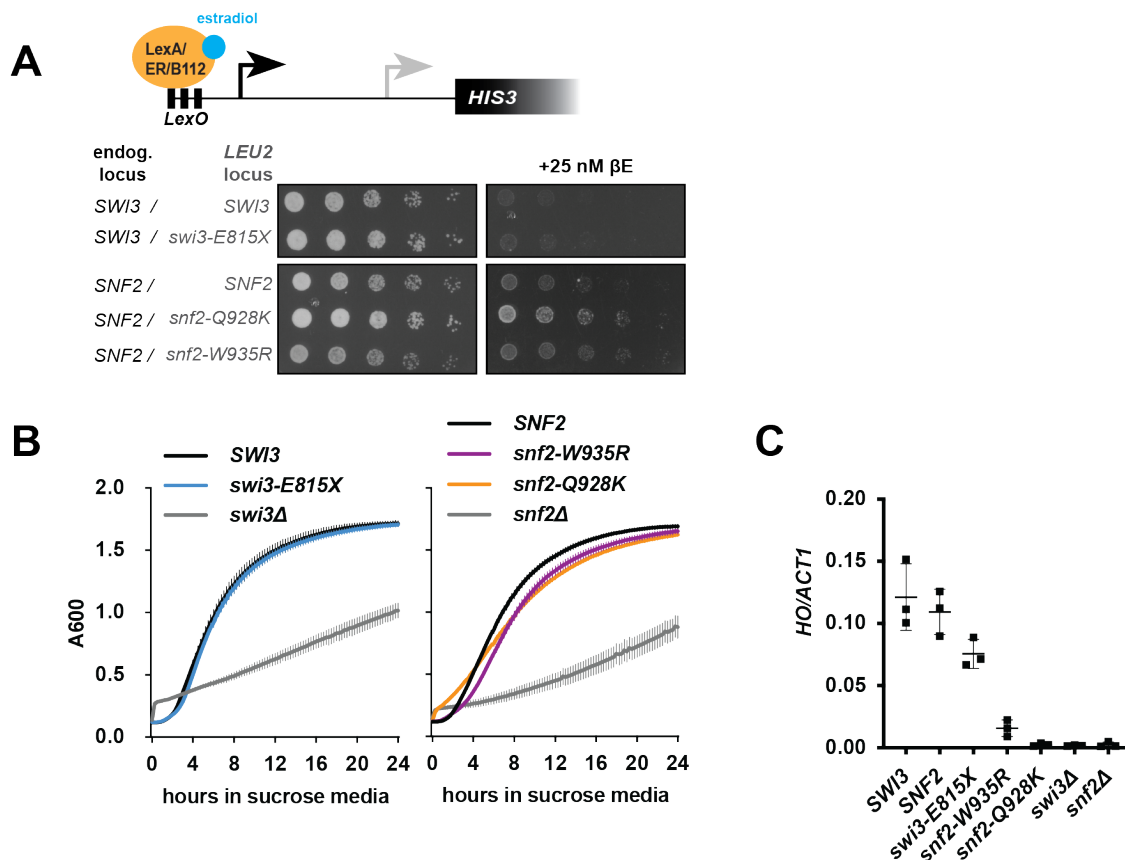 A
estradiol
LexA/
ER/B112
LexO
HIS3
endog.
locus
LEU2
locus
+25 nM βE
SWI3 / SWI3
SWI3 / swi3-E815X
SNF2 / SNF2
SNF2 / snf2-Q928K
SNF2 / snf2-W935R
B
SWI3
swi3-E815X
swi3Δ
SNF2
snf2-W935R
snf2-Q928K
snf2Δ
A600
2.0
1.5
1.0
0.5
0.0
0 4 8 12 16 20 24
hours in sucrose media
0 4 8 12 16 20 24
hours in sucrose media
C
HO/ACT1
0.20
0.15
0.10
0.05
0.00
SWI3
SNF2
swi3-E815X
snf2-W935R
snf2-Q928K
swi3Δ
snf2Δ